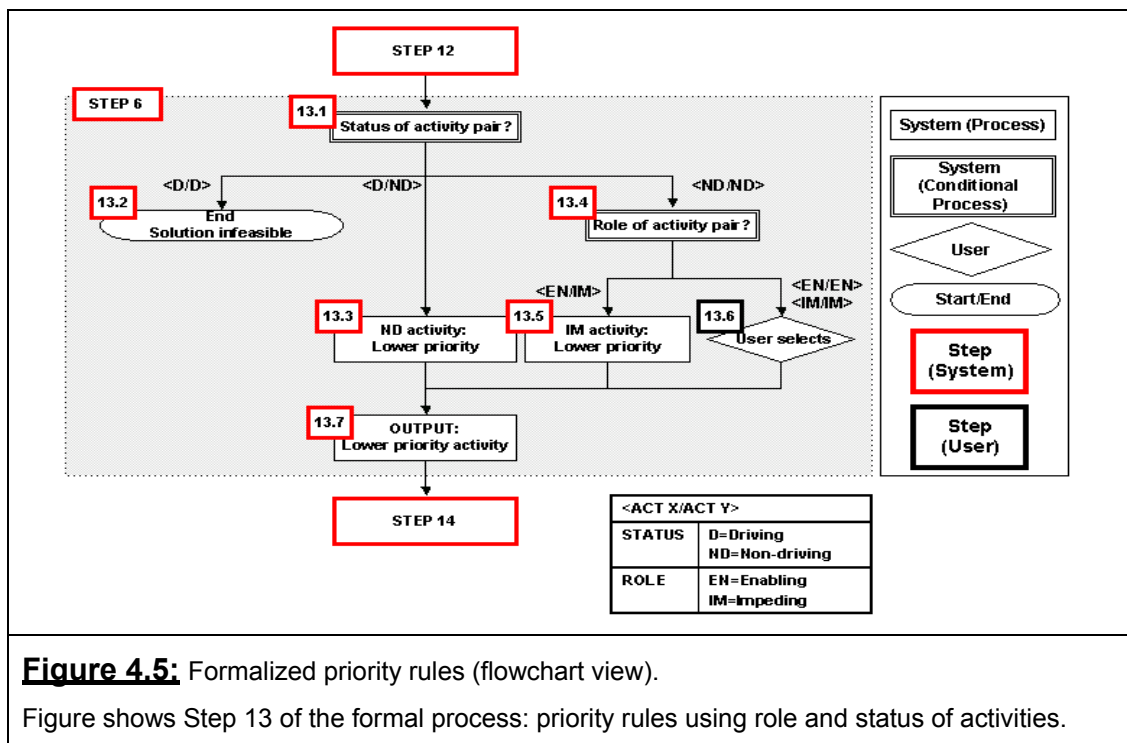 STEP 12
STEP 6
13.1
Status of activity pair?
<D/D>
<D/ND>
<ND/ND>
13.2
End
Solution infeasible
13.4
Role of activity pair?
<EN/IM>
<EN/EN>
<IM/IM>
13.3
ND activity:
Lower priority
13.5
IM activity:
Lower priority
13.6
User selects
13.7
OUTPUT:
Lower priority activity
STEP 14
System (Process)
System
(Conditional
Process)
User
Start/End
Step
(System)
Step
(User)
<ACT X/ACT Y>
STATUS D=Driving
ND=Non-driving
ROLE EN=Enabling
IM=Impeding
Figure 4.5: Formalized priority rules (flowchart view).
Figure shows Step 13 of the formal process: priority rules using role and status of activities.